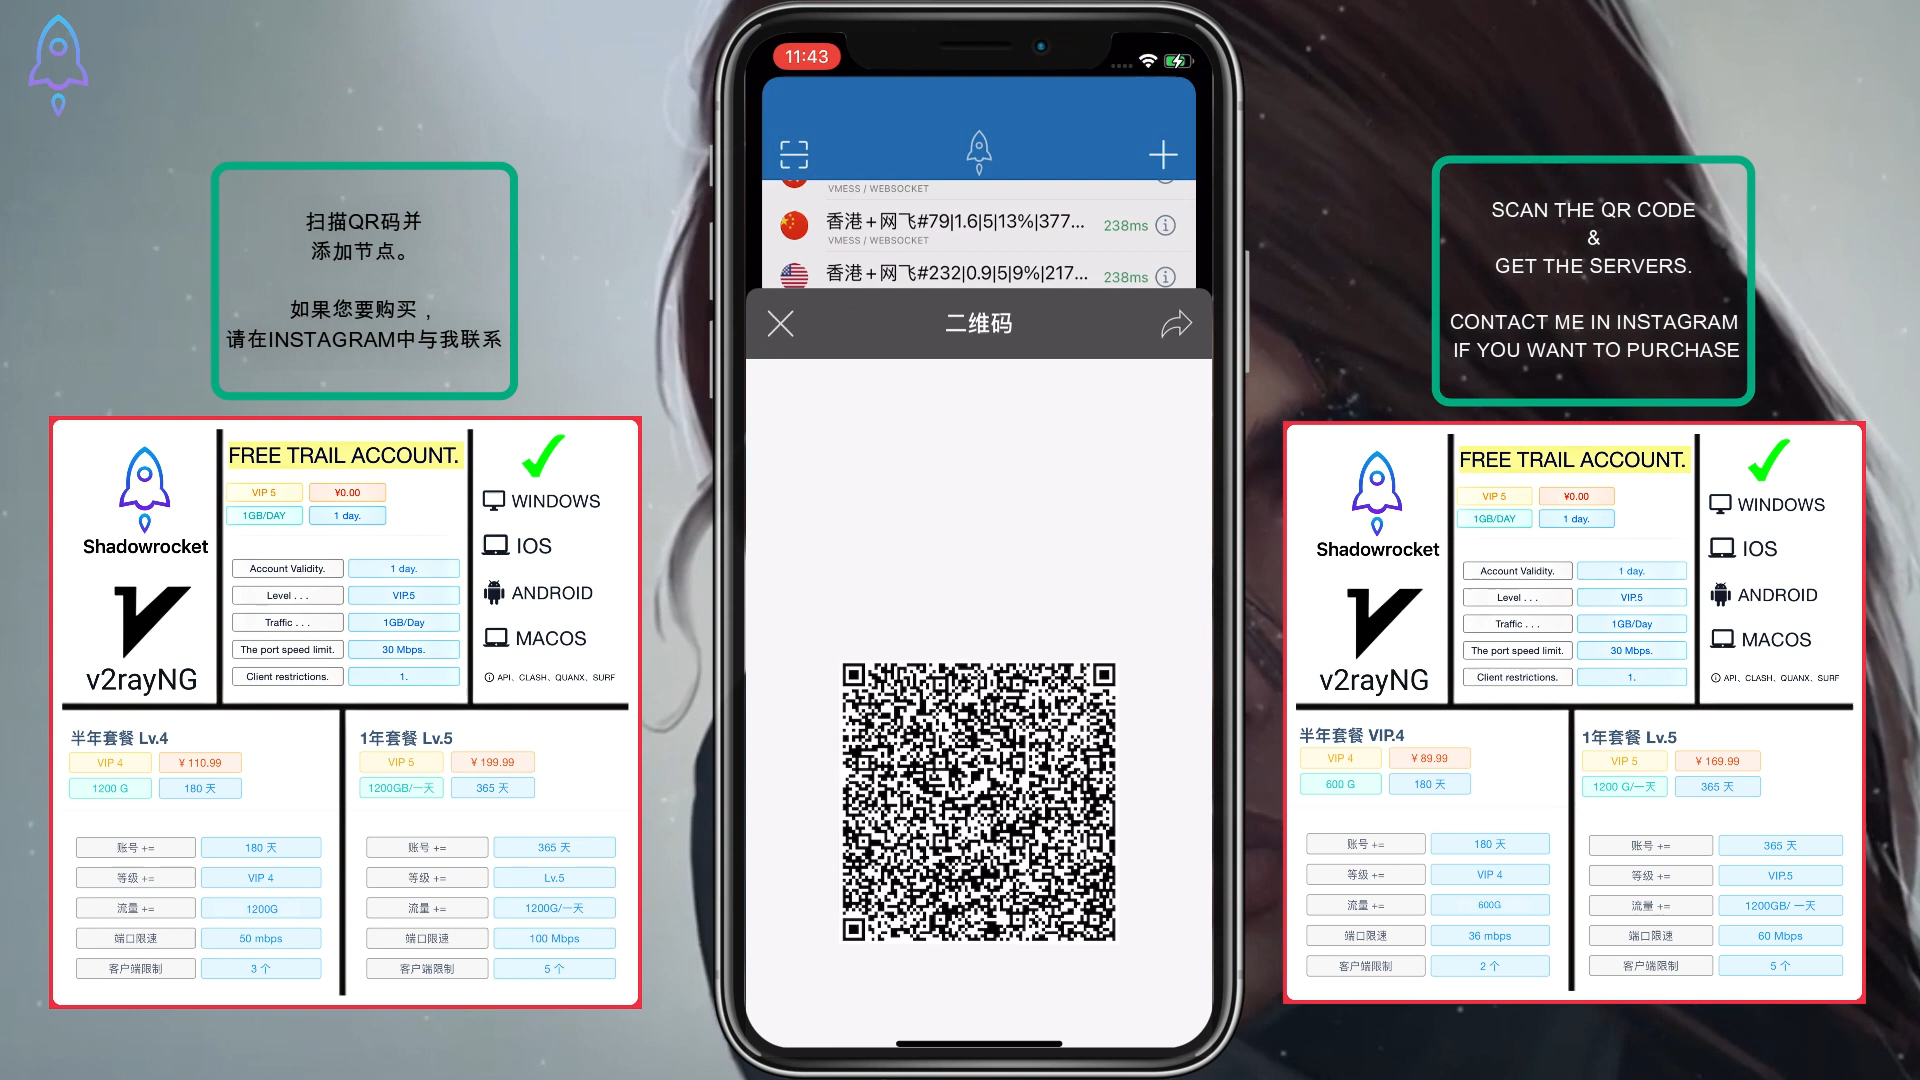 扫描QR码并
添加节点。
如果您要购买，
请在INSTAGRAM中与我联系
FREE TRAIL ACCOUNT.
VIP 5
¥0.00
1GB/DAY
1 day.
Shadowrocket
v2rayNG
Account Validity.
1 day.
Level . . .
VIP.5
Traffic . . .
1GB/Day
The port speed limit.
30 Mbps.
Client restrictions.
1.
WINDOWS
IOS
ANDROID
MACOS
API、CLASH、QUANX、SURF
半年套餐 Lv.4
VIP 4
¥ 110.99
1200 G
180 天
账号 +=
180 天
等级 +=
VIP 4
流量 +=
1200G
端口限速
50 mbps
客户端限制
3 个
1年套餐 Lv.5
VIP 5
¥ 199.99
1200GB/一天
365 天
账号 +=
365 天
等级 +=
Lv.5
流量 +=
1200G/一天
端口限速
100 Mbps
客户端限制
5 个
11:43
VMESS / WEBSOCKET
香港+网飞#79|1.6|5|13%|377...
238ms
VMESS / WEBSOCKET
香港+网飞#232|0.9|5|9%|217...
238ms
二维码
SCAN THE QR CODE
&
GET THE SERVERS.
CONTACT ME IN INSTAGRAM
IF YOU WANT TO PURCHASE
FREE TRAIL ACCOUNT.
VIP 5
¥0.00
1GB/DAY
1 day.
Shadowrocket
v2rayNG
Account Validity.
1 day.
Level . . .
VIP.5
Traffic . . .
1GB/Day
The port speed limit.
30 Mbps.
Client restrictions.
1.
WINDOWS
IOS
ANDROID
MACOS
API、CLASH、QUANX、SURF
半年套餐 VIP.4
VIP 4
¥ 89.99
600 G
180 天
账号 +=
180 天
等级 +=
VIP 4
流量 +=
600G
端口限速
36 mbps
客户端限制
2 个
1年套餐 Lv.5
VIP 5
¥ 169.99
1200 G/一天
365 天
账号 +=
365 天
等级 +=
VIP.5
流量 +=
1200GB/ 一天
端口限速
60 Mbps
客户端限制
5 个